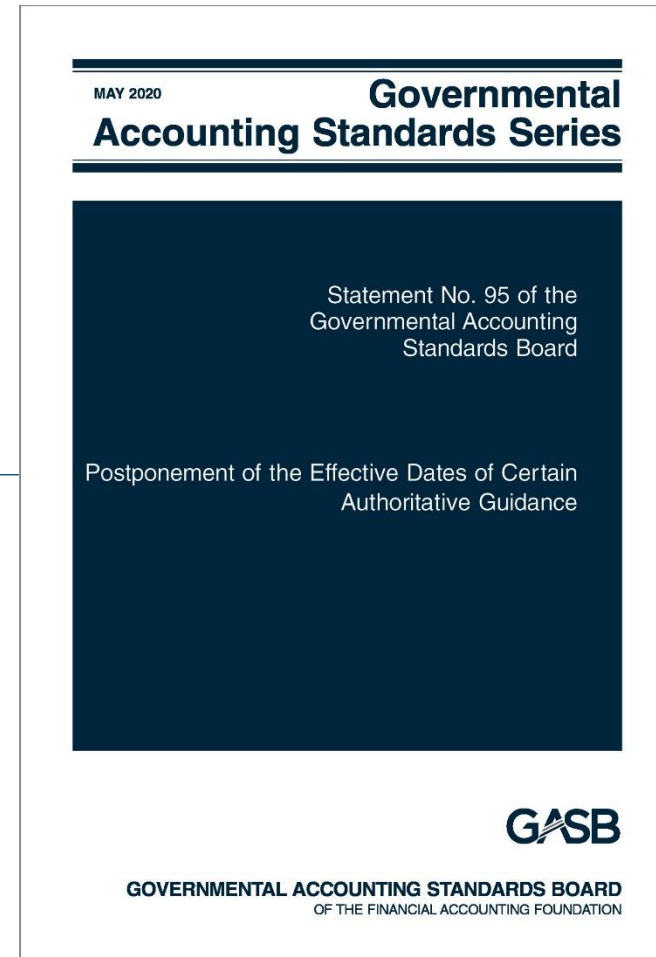 MAY 2020
Governmental
Accounting Standards Series
Statement No. 95 of the
Governmental Accounting
Standards Board
Postponement of the Effective Dates of Certain
Authoritative Guidance
GASB
GOVERNMENTAL ACCOUNTING STANDARDS BOARD
OF THE FINANCIAL ACCOUNTING FOUNDATION